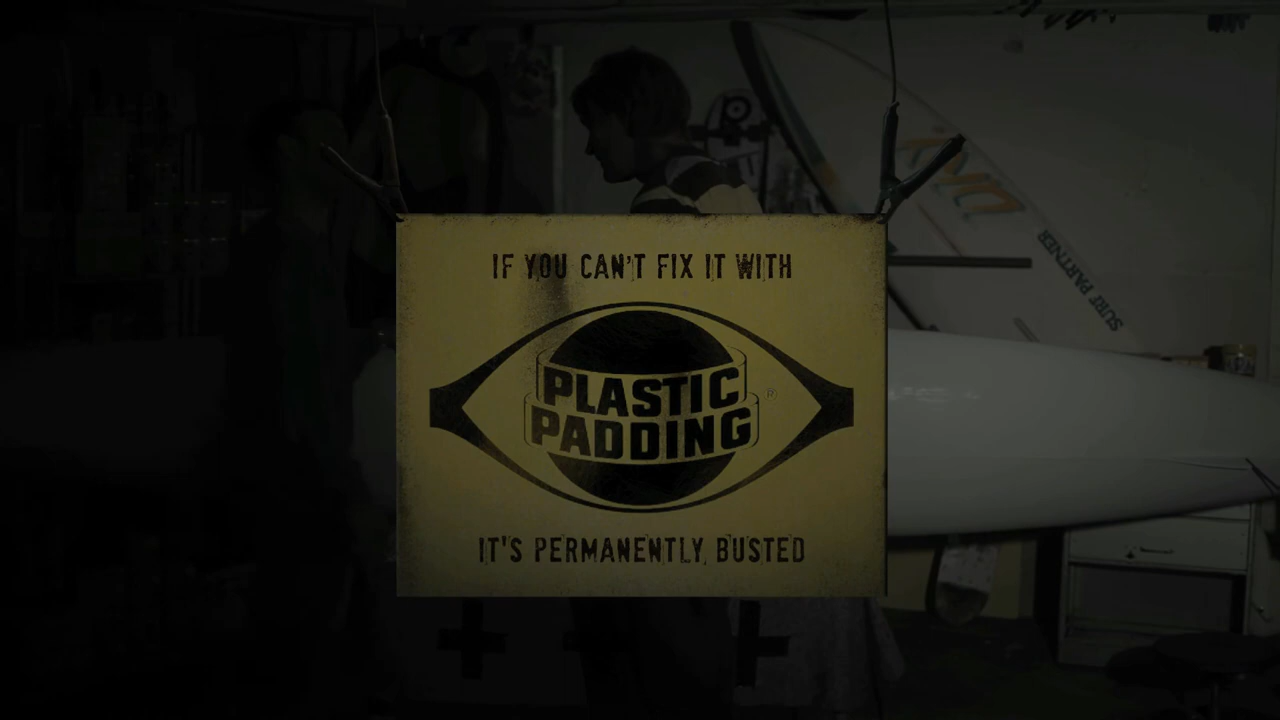 IF YOU CAN'T FIX IT WITH
PLASTIC
PADDING
®
IT'S PERMANENTLY BUSTED
SURF PARTNER